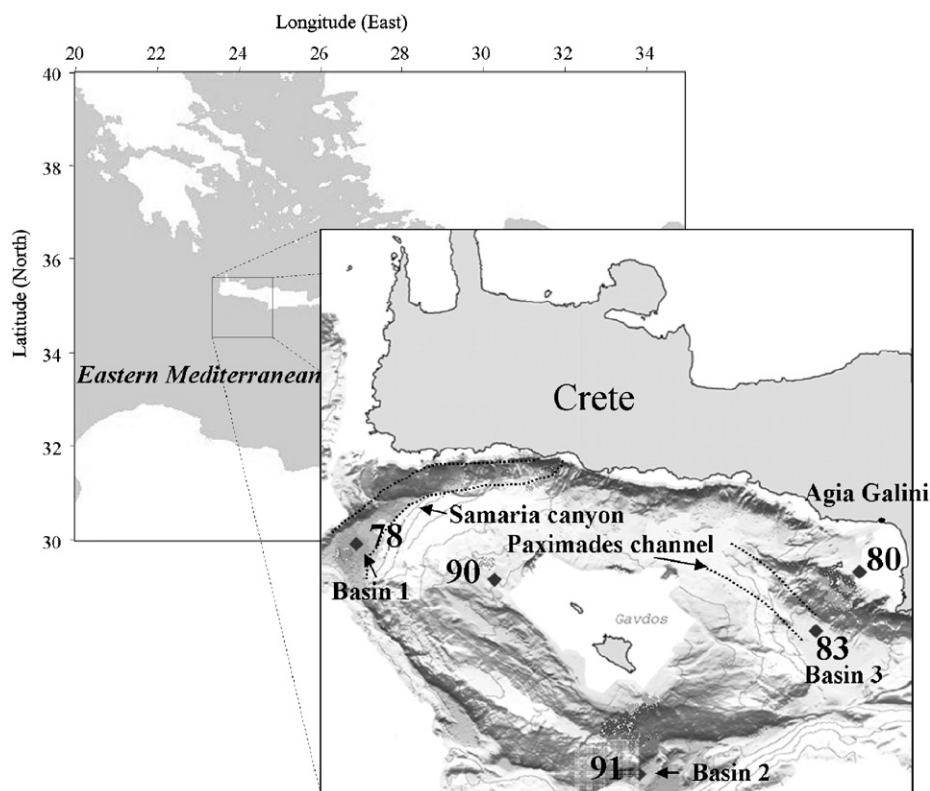 Longitude (East)
20 22 24 26 28 30 32 34
40
38
36
34
32
30
Latitude (North)
Eastern Mediterranean
Crete
Agia Galini
Samaria canyon
Paximades channel
78
Basin 1
90
80
Gavdos
83
Basin 3
91
Basin 2